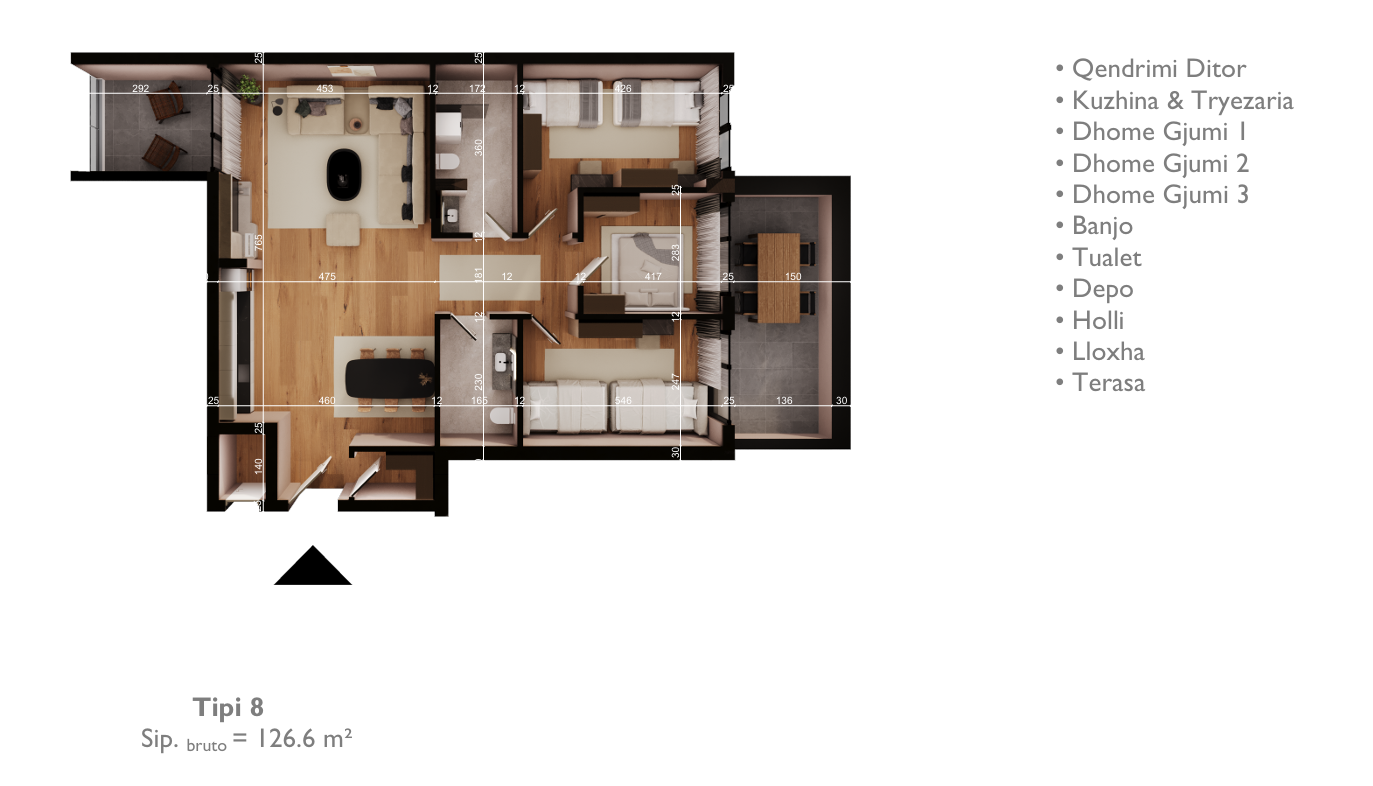 292
25
453
12
172
12
426
25
25
25
360
765
12
25
283
475
181
12
12
417
25
150
12
12
230
247
25
460
12
165
12
546
25
136
30
25
140
30
• Qendrimi Ditor
• Kuzhina & Tryezaria
• Dhome Gjumi 1
• Dhome Gjumi 2
• Dhome Gjumi 3
• Banjo
• Tualet
• Depo
• Holli
• Lloxha
• Terasa
Tipi 8
Sip. bruto = 126.6 m²